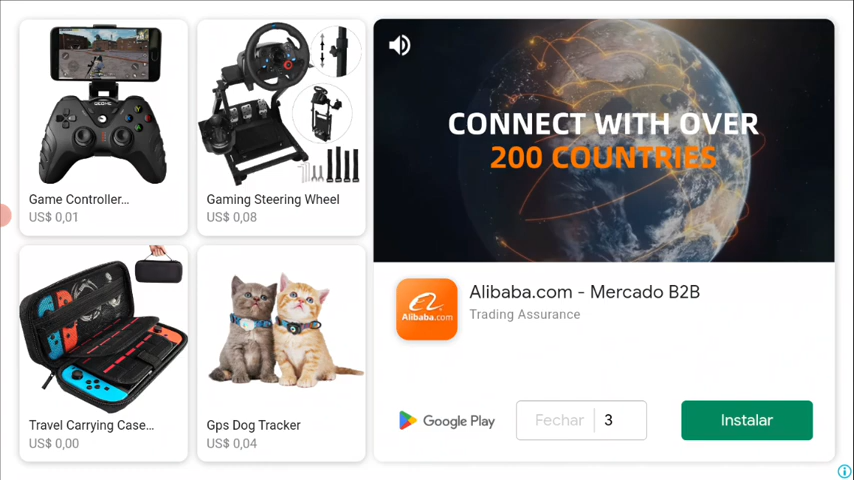 Game Controller...
US$ 0,01
Gaming Steering Wheel
US$ 0,08
Travel Carrying Case...
US$ 0,00
Gps Dog Tracker
US$ 0,04
CONNECT WITH OVER
200 COUNTRIES
Alibaba.com
Alibaba.com - Mercado B2B
Trading Assurance
Google Play
Fechar 3
Instalar